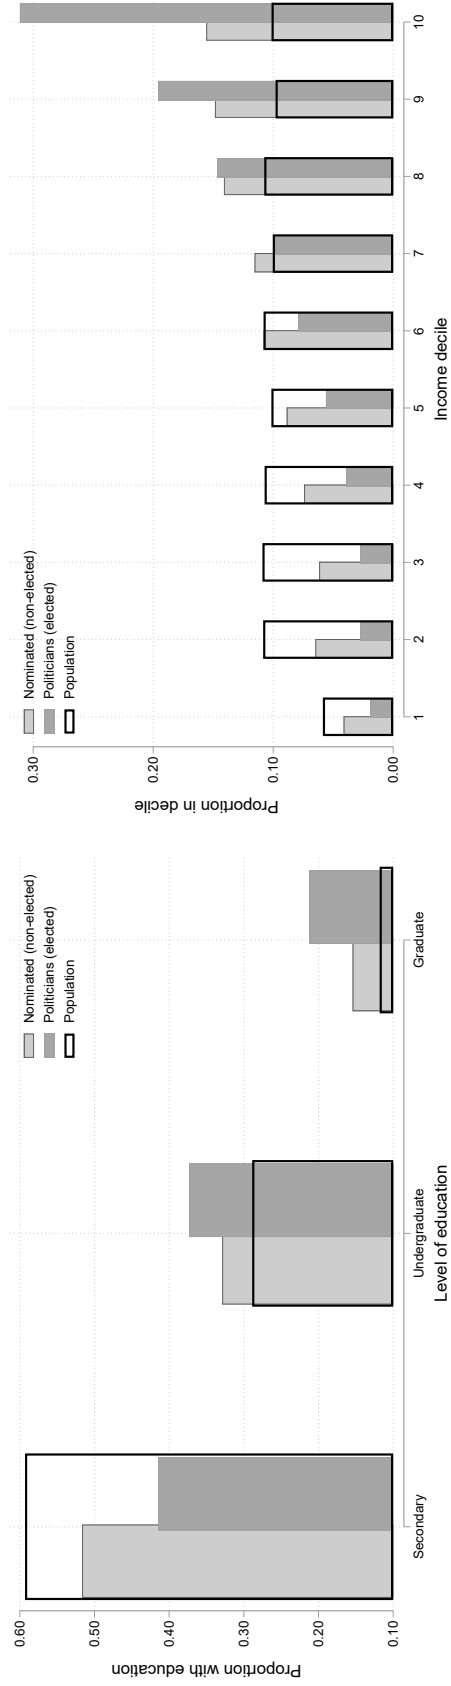 Proportion with education
0.60
0.50
0.40
0.30
0.20
0.10
Nominated (non-elected)
Politicians (elected)
Population
Secondary
Undergraduate
Graduate
Level of education
Proportion in decile
0.30
0.20
0.10
0.00
Nominated (non-elected)
Politicians (elected)
Population
1
2
3
4
5
6
7
8
9
10
Income decile